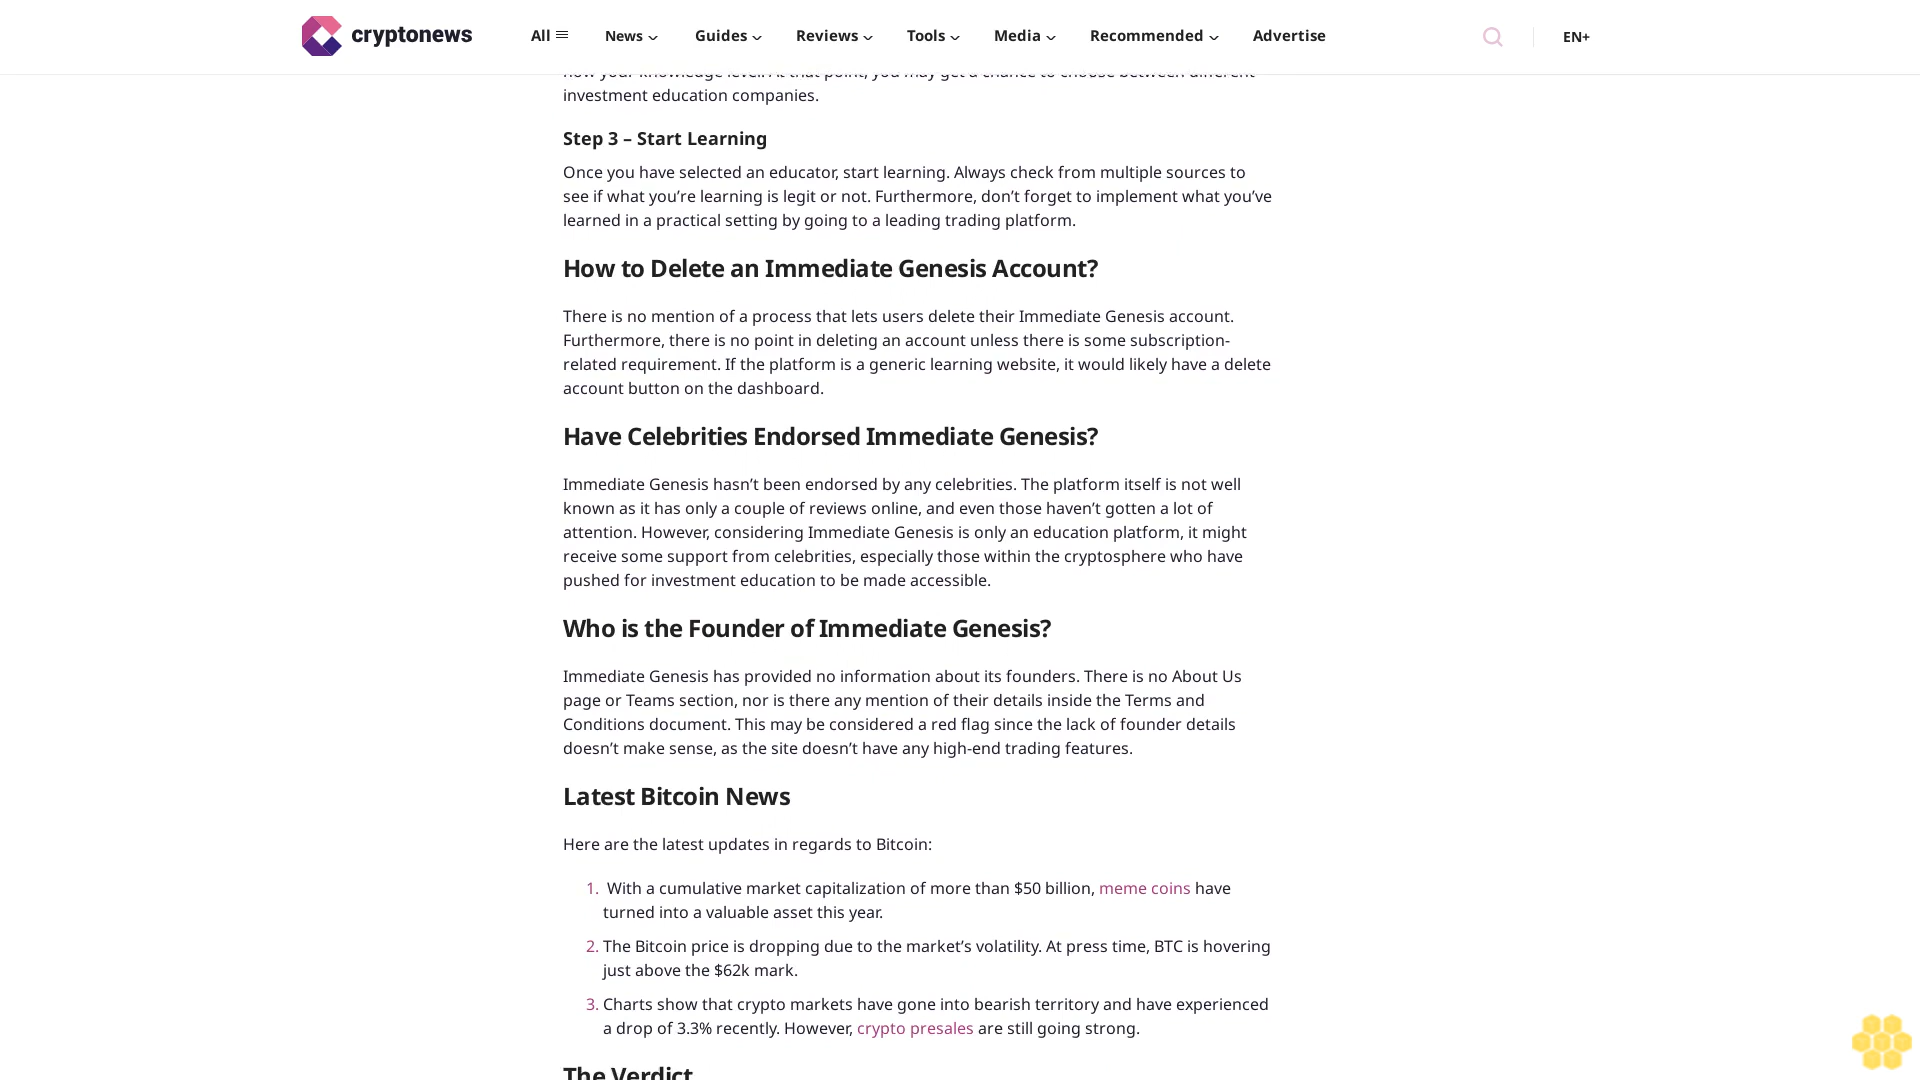 cryptonews
All
News
Guides
Reviews
Tools
Media
Recommended
Advertise
EN+
now your knowledge level. At that point, you may get a chance to choose between different
investment education companies.
Step 3 – Start Learning
Once you have selected an educator, start learning. Always check from multiple sources to
see if what you’re learning is legit or not. Furthermore, don’t forget to implement what you’ve
learned in a practical setting by going to a leading trading platform.
How to Delete an Immediate Genesis Account?
There is no mention of a process that lets users delete their Immediate Genesis account.
Furthermore, there is no point in deleting an account unless there is some subscription-
related requirement. If the platform is a generic learning website, it would likely have a delete
account button on the dashboard.
Have Celebrities Endorsed Immediate Genesis?
Immediate Genesis hasn’t been endorsed by any celebrities. The platform itself is not well
known as it has only a couple of reviews online, and even those haven’t gotten a lot of
attention. However, considering Immediate Genesis is only an education platform, it might
receive some support from celebrities, especially those within the cryptosphere who have
pushed for investment education to be made accessible.
Who is the Founder of Immediate Genesis?
Immediate Genesis has provided no information about its founders. There is no About Us
page or Teams section, nor is there any mention of their details inside the Terms and
Conditions document. This may be considered a red flag since the lack of founder details
doesn’t make sense, as the site doesn’t have any high-end trading features.
Latest Bitcoin News
Here are the latest updates in regards to Bitcoin:
1. With a cumulative market capitalization of more than $50 billion, meme coins have
turned into a valuable asset this year.
2. The Bitcoin price is dropping due to the market’s volatility. At press time, BTC is hovering
just above the $62k mark.
3. Charts show that crypto markets have gone into bearish territory and have experienced
a drop of 3.3% recently. However, crypto presales are still going strong.
The Verdict